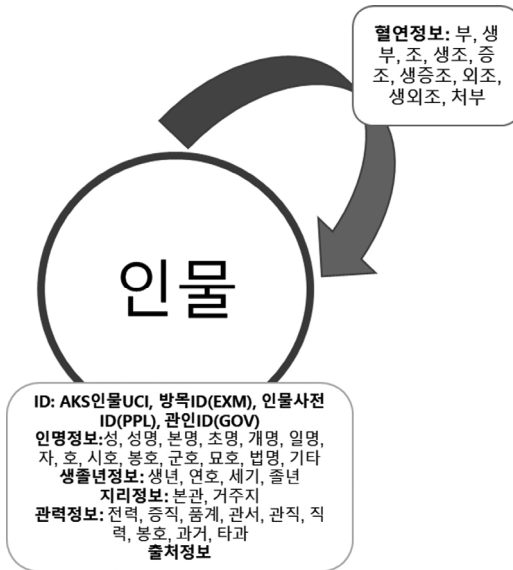 혈연정보: 부, 생
부, 조, 생조, 증
조, 생증조, 외조,
생외조, 처부
인물
ID: AKS인물UCI, 방목ID(EXM), 인물사전
ID(PPL), 관인ID(GOV)
인명정보:성, 성명, 본명, 초명, 개명, 일명,
자, 호, 시호, 봉호, 군호, 묘호, 법명, 기타
생졸년정보: 생년, 연호, 세기, 졸년
지리정보: 본관, 거주지
관력정보: 전력, 증직, 품계, 관서, 관직, 직
력, 봉호, 과거, 타과
출처정보